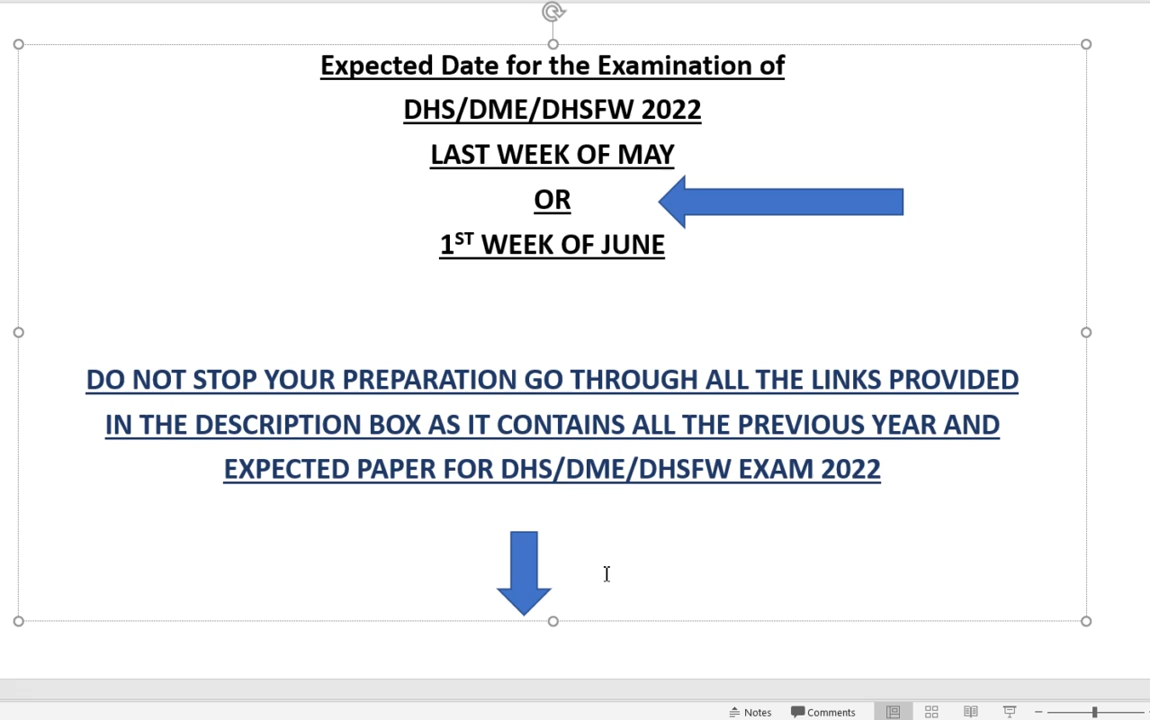 Expected Date for the Examination of
DHS/DME/DHSFW 2022
LAST WEEK OF MAY
OR
1ST WEEK OF JUNE
DO NOT STOP YOUR PREPARATION GO THROUGH ALL THE LINKS PROVIDED
IN THE DESCRIPTION BOX AS IT CONTAINS ALL THE PREVIOUS YEAR AND
EXPECTED PAPER FOR DHS/DME/DHSFW EXAM 2022
Notes Comments